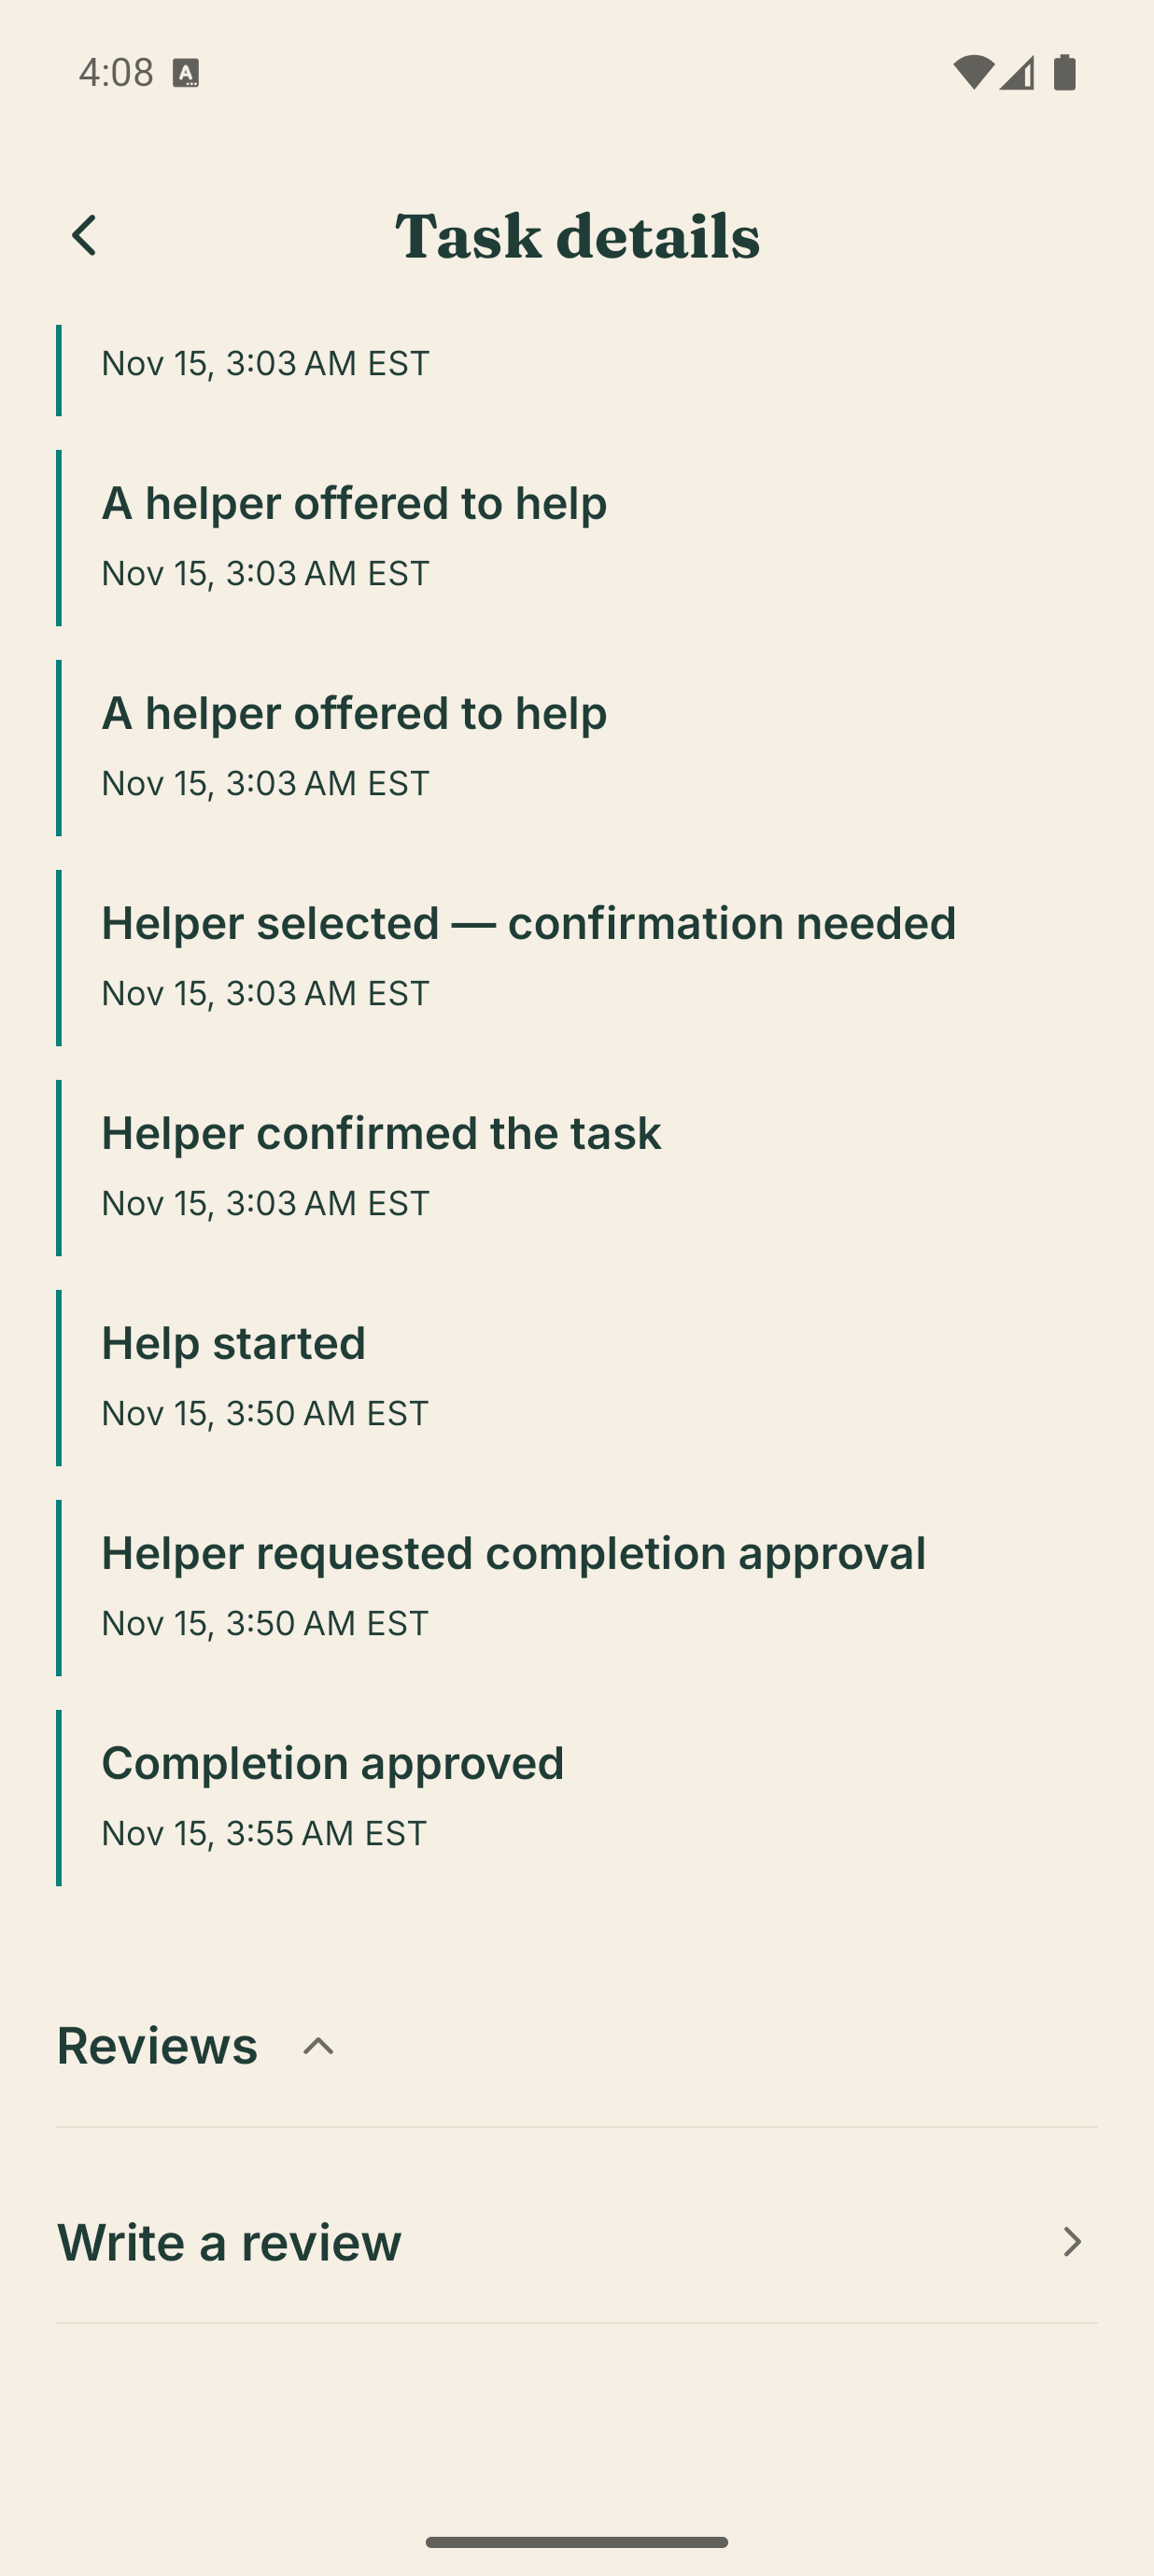 4:08
Task details
Nov 15, 3:03 AM EST
A helper offered to help
Nov 15, 3:03 AM EST
A helper offered to help
Nov 15, 3:03 AM EST
Helper selected — confirmation needed
Nov 15, 3:03 AM EST
Helper confirmed the task
Nov 15, 3:03 AM EST
Help started
Nov 15, 3:50 AM EST
Helper requested completion approval
Nov 15, 3:50 AM EST
Completion approved
Nov 15, 3:55 AM EST
Reviews
Write a review